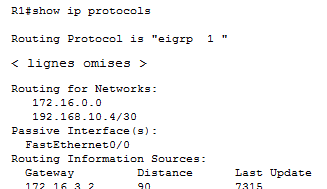 R1#show ip protocols
Routing Protocol is "eigrp 1 "
< lignes omises >
Routing for Networks:
172.16.0.0
192.168.10.4/30
Passive Interface(s):
FastEthernet0/0
Routing Information Sources:
Gateway Distance Last Update
172.16.3.2 90 7315